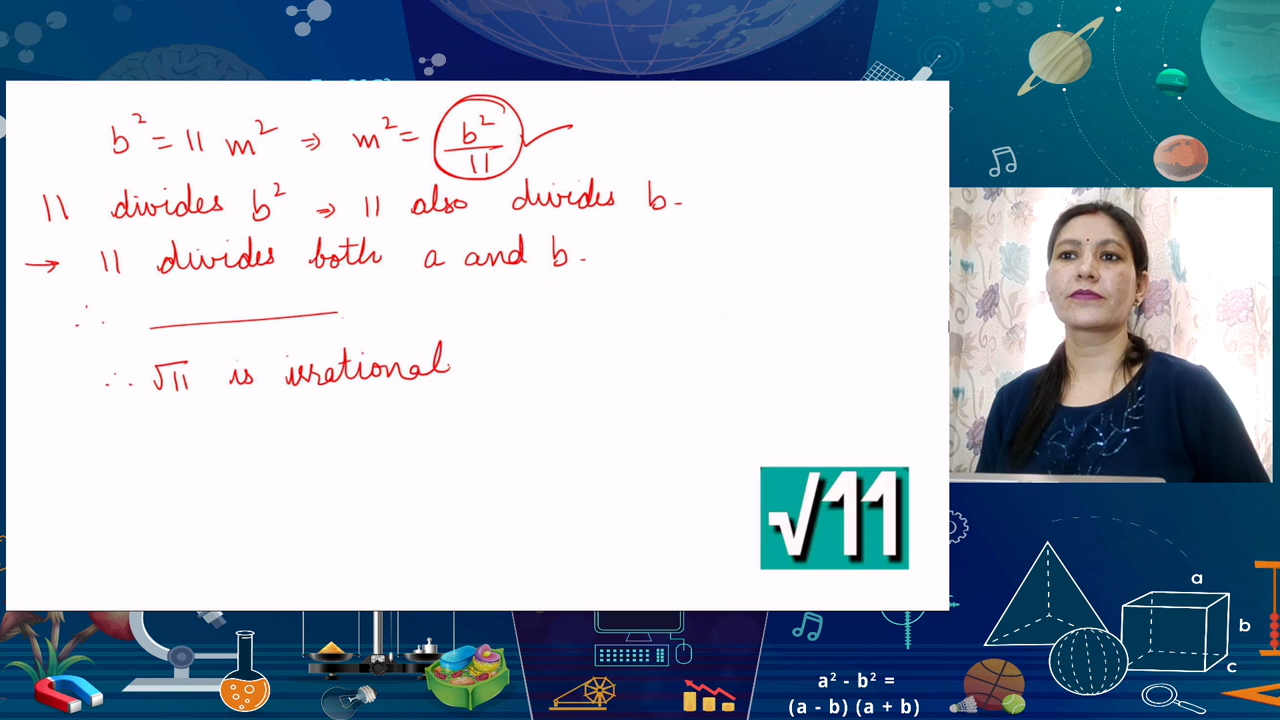 b² = 11 m² ⇒ m² = b²/11
11 divides b² ⇒ 11 also divides b.
→ 11 divides both a and b.
∴
∴ √11 is irrational
√11
a
b
c
a² - b² =
(a - b) (a + b)